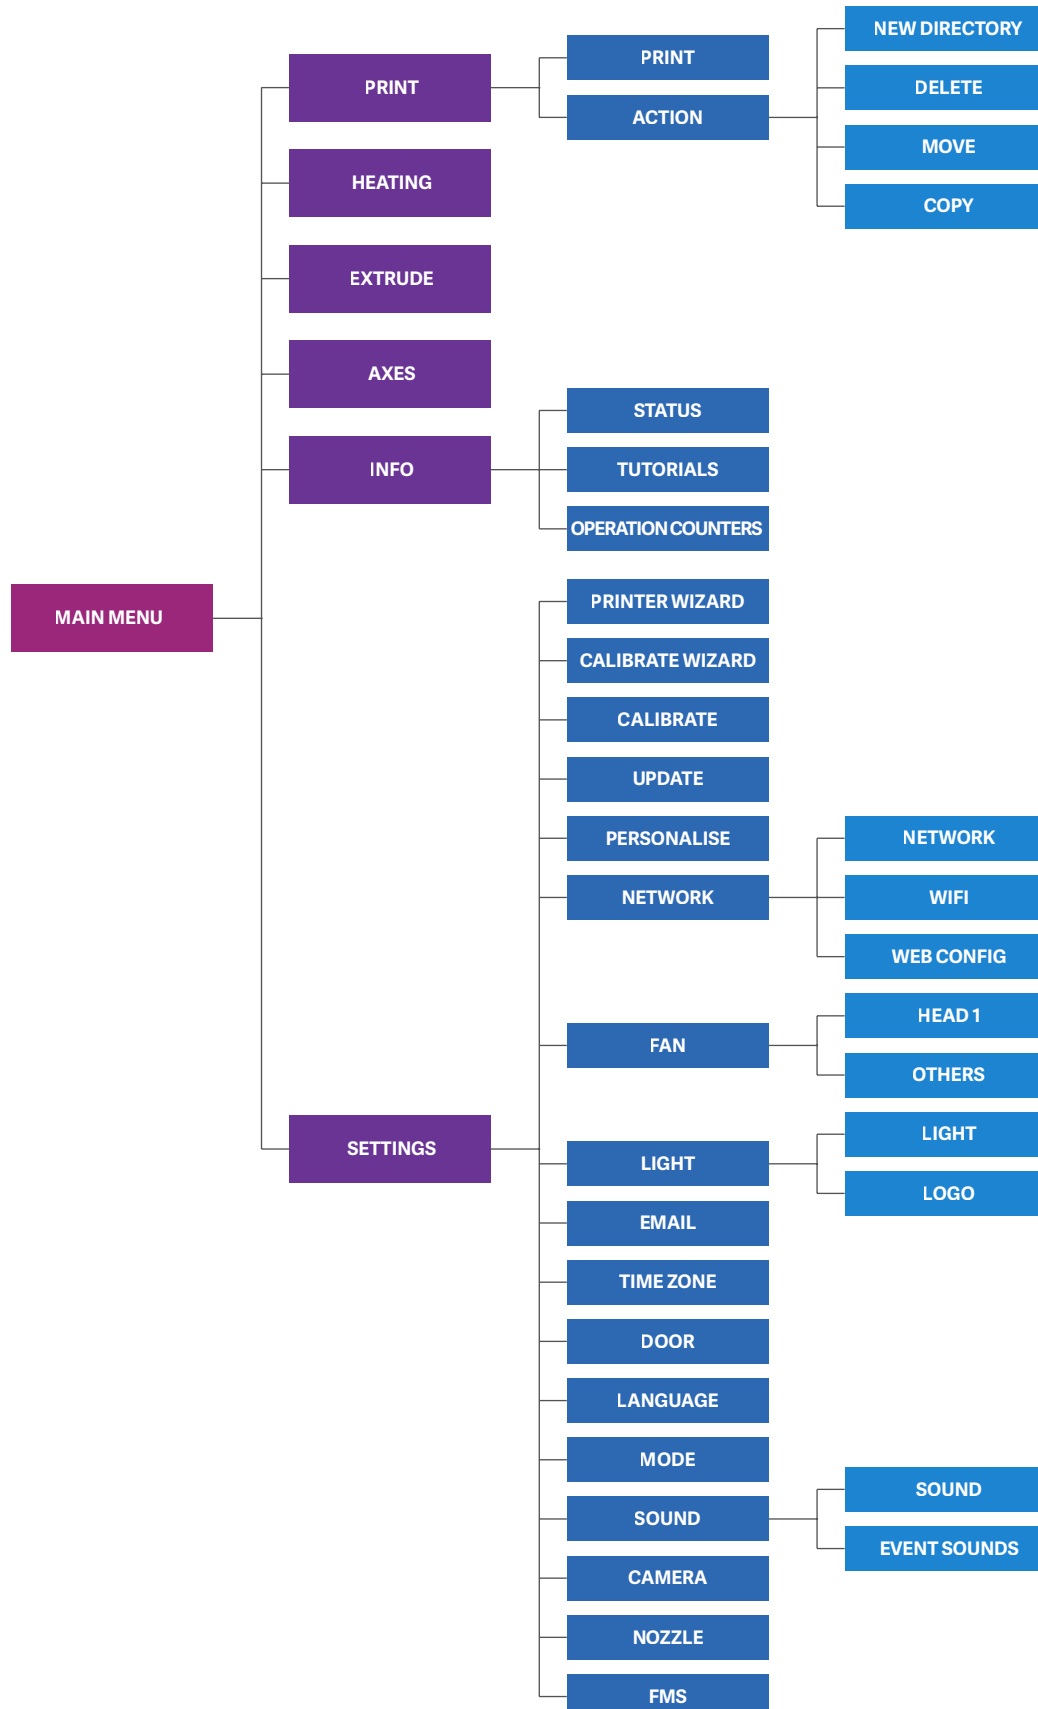 MAIN MENU
PRINT
PRINT
ACTION
NEW DIRECTORY
DELETE
MOVE
COPY
HEATING
EXTRUDE
AXES
INFO
STATUS
TUTORIALS
OPERATION COUNTERS
SETTINGS
PRINTER WIZARD
CALIBRATE WIZARD
CALIBRATE
UPDATE
PERSONALISE
NETWORK
NETWORK
WIFI
WEB CONFIG
FAN
HEAD 1
OTHERS
LIGHT
LIGHT
LOGO
EMAIL
TIME ZONE
DOOR
LANGUAGE
MODE
SOUND
SOUND
EVENT SOUNDS
CAMERA
NOZZLE
FMS